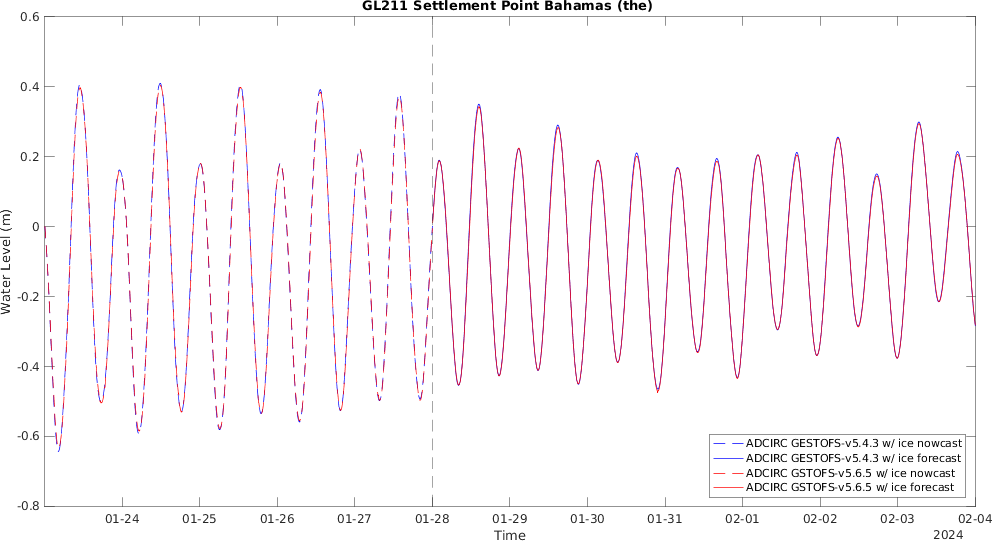 GL211 Settlement Point Bahamas (the)
0.6
0.4
0.2
0
-0.2
-0.4
-0.6
-0.8
Water Level (m)
01-24 01-25 01-26 01-27 01-28 01-29 01-30 01-31 02-01 02-02 02-03 02-04
Time
2024
ADCIRC GESTOFS-v5.4.3 w/ ice nowcast
ADCIRC GESTOFS-v5.4.3 w/ ice forecast
ADCIRC GSTOFS-v5.6.5 w/ ice nowcast
ADCIRC GSTOFS-v5.6.5 w/ ice forecast